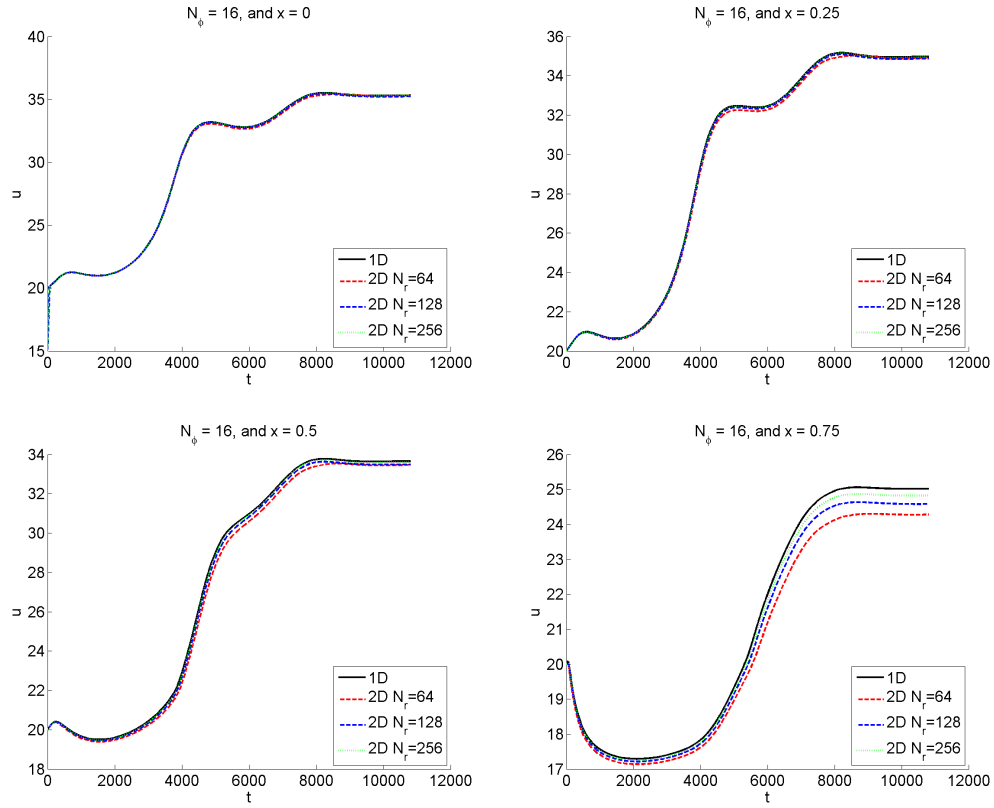 N_ϕ = 16, and x = 0
40
35
30
25
20
15
u
0 2000 4000 6000 8000 10000 12000
t
1D
2D N_r=64
2D N_r=128
2D N_r=256
N_ϕ = 16, and x = 0.25
36
34
32
30
28
26
24
22
20
u
0 2000 4000 6000 8000 10000 12000
t
1D
2D N_r=64
2D N_r=128
2D N_r=256
N_ϕ = 16, and x = 0.5
34
32
30
28
26
24
22
20
18
u
0 2000 4000 6000 8000 10000 12000
t
1D
2D N_r=64
2D N_r=128
2D N_r=256
N_ϕ = 16, and x = 0.75
26
25
24
23
22
21
20
19
18
17
u
0 2000 4000 6000 8000 10000 12000
t
1D
2D N_r=64
2D N_r=128
2D N_r=256